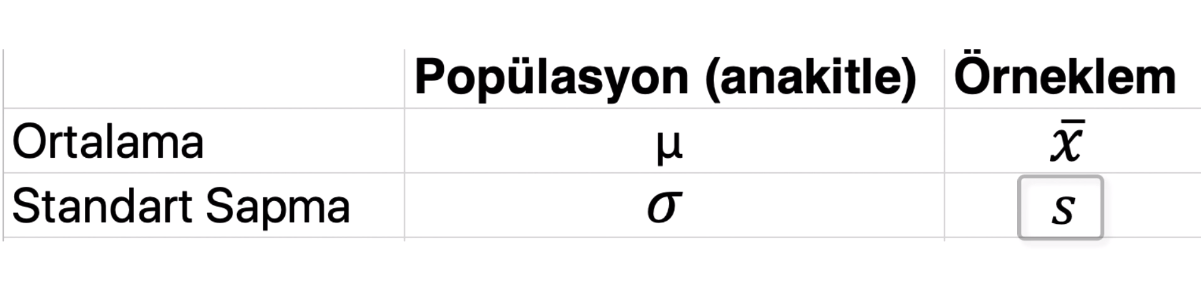 Popülasyon (anakitle) Örneklem
Ortalama μ x̄
Standart Sapma σ s